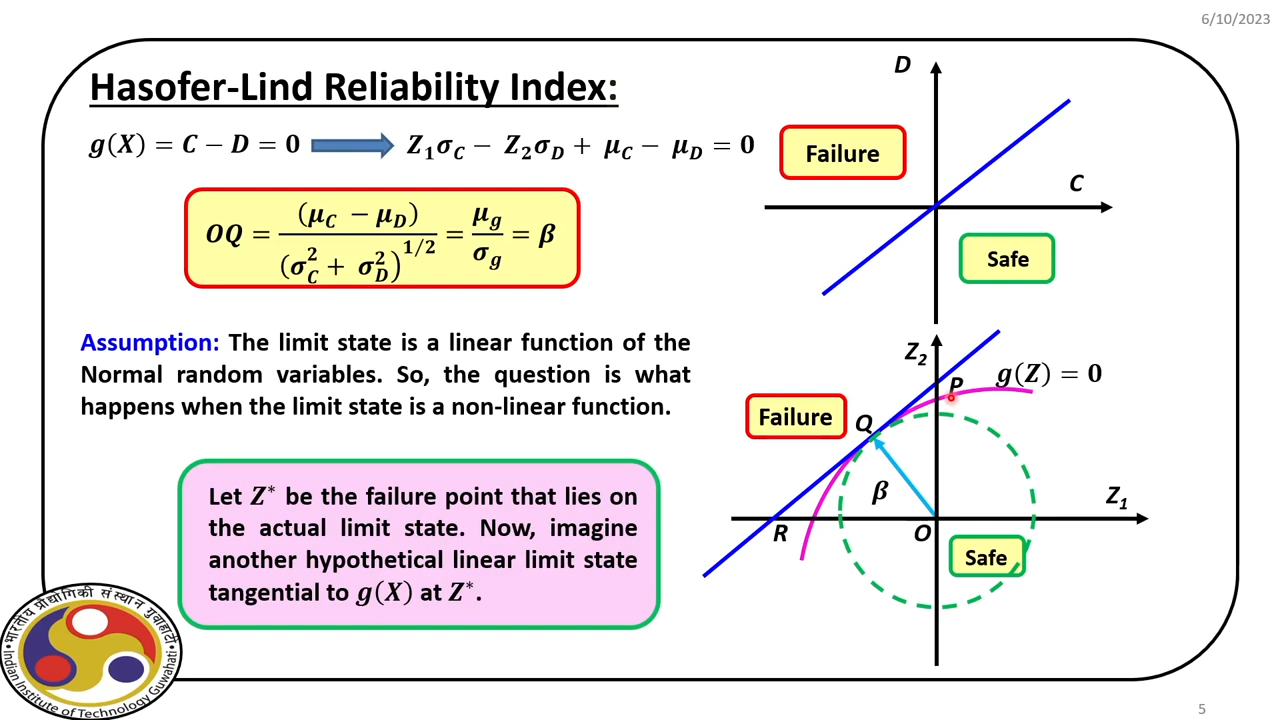 6/10/2023
Hasofer-Lind Reliability Index:
g(X) = C − D = 0
Z₁σ_C − Z₂σ_D + μ_C − μ_D = 0
OQ = (μ_C − μ_D) / (σ_C² + σ_D²)^{1/2} = μ_g / σ_g = β
Assumption: The limit state is a linear function of the
Normal random variables. So, the question is what
happens when the limit state is a non-linear function.
Let Z* be the failure point that lies on
the actual limit state. Now, imagine
another hypothetical linear limit state
tangential to g(X) at Z*.
D
Failure
C
Safe
Z₂
P
g(Z) = 0
Failure
Q
β
Z₁
R
O
Safe
भारतीय प्रौद्योगिकी संस्थान गुवाहाटी
Indian Institute of Technology Guwahati
5